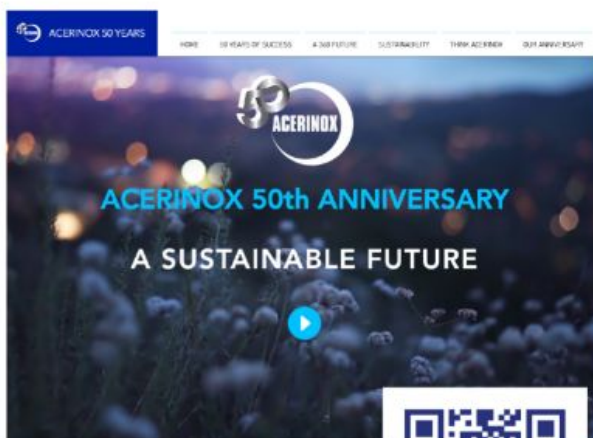 ACERINOX 50 YEARS
HOME 50 YEARS OF SUCCESS A 360 FUTURE SUSTAINABILITY THINK ACERINOX OUR ANNIVERSARY
50
ACERINOX
ACERINOX 50th ANNIVERSARY
A SUSTAINABLE FUTURE